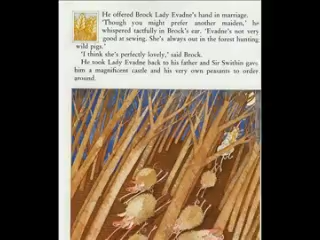 He offered Brock Lady Evadne's hand in marriage.
'Though you might prefer another maiden,' he
whispered tactfully in Brock's ear. 'Evadne's not very
good at sewing. She's always out in the forest hunting
wild pigs.'
'I think she's perfectly lovely,' said Brock.
He took Lady Evadne back to his father and Sir Swithin gave
him a magnificent castle and his very own peasants to order
around.